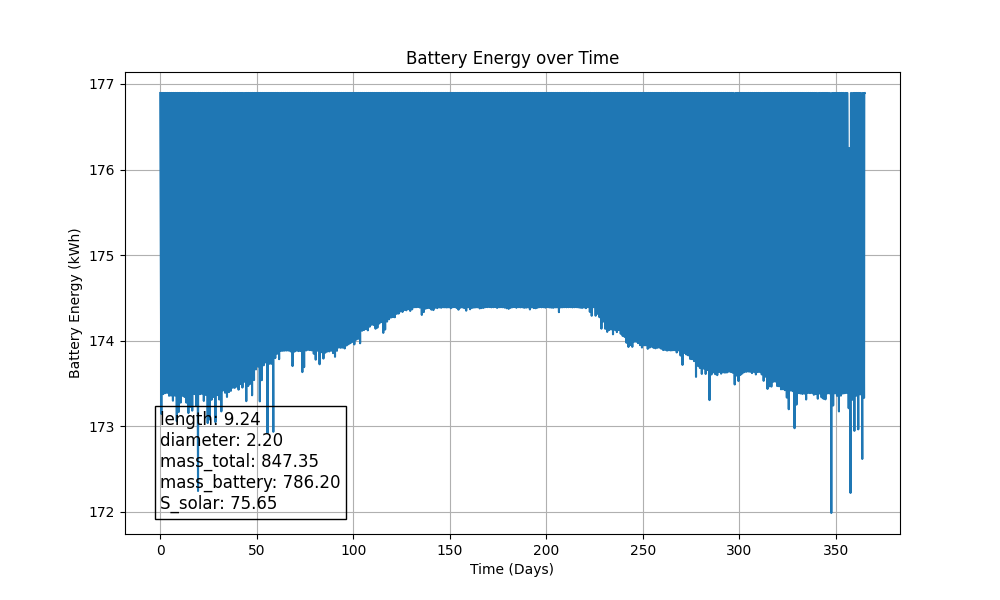 Battery Energy over Time
177
176
175
174
173
172
Battery Energy (kWh)
length: 9.24
diameter: 2.20
mass_total: 847.35
mass_battery: 786.20
S_solar: 75.65
0 50 100 150 200 250 300 350
Time (Days)